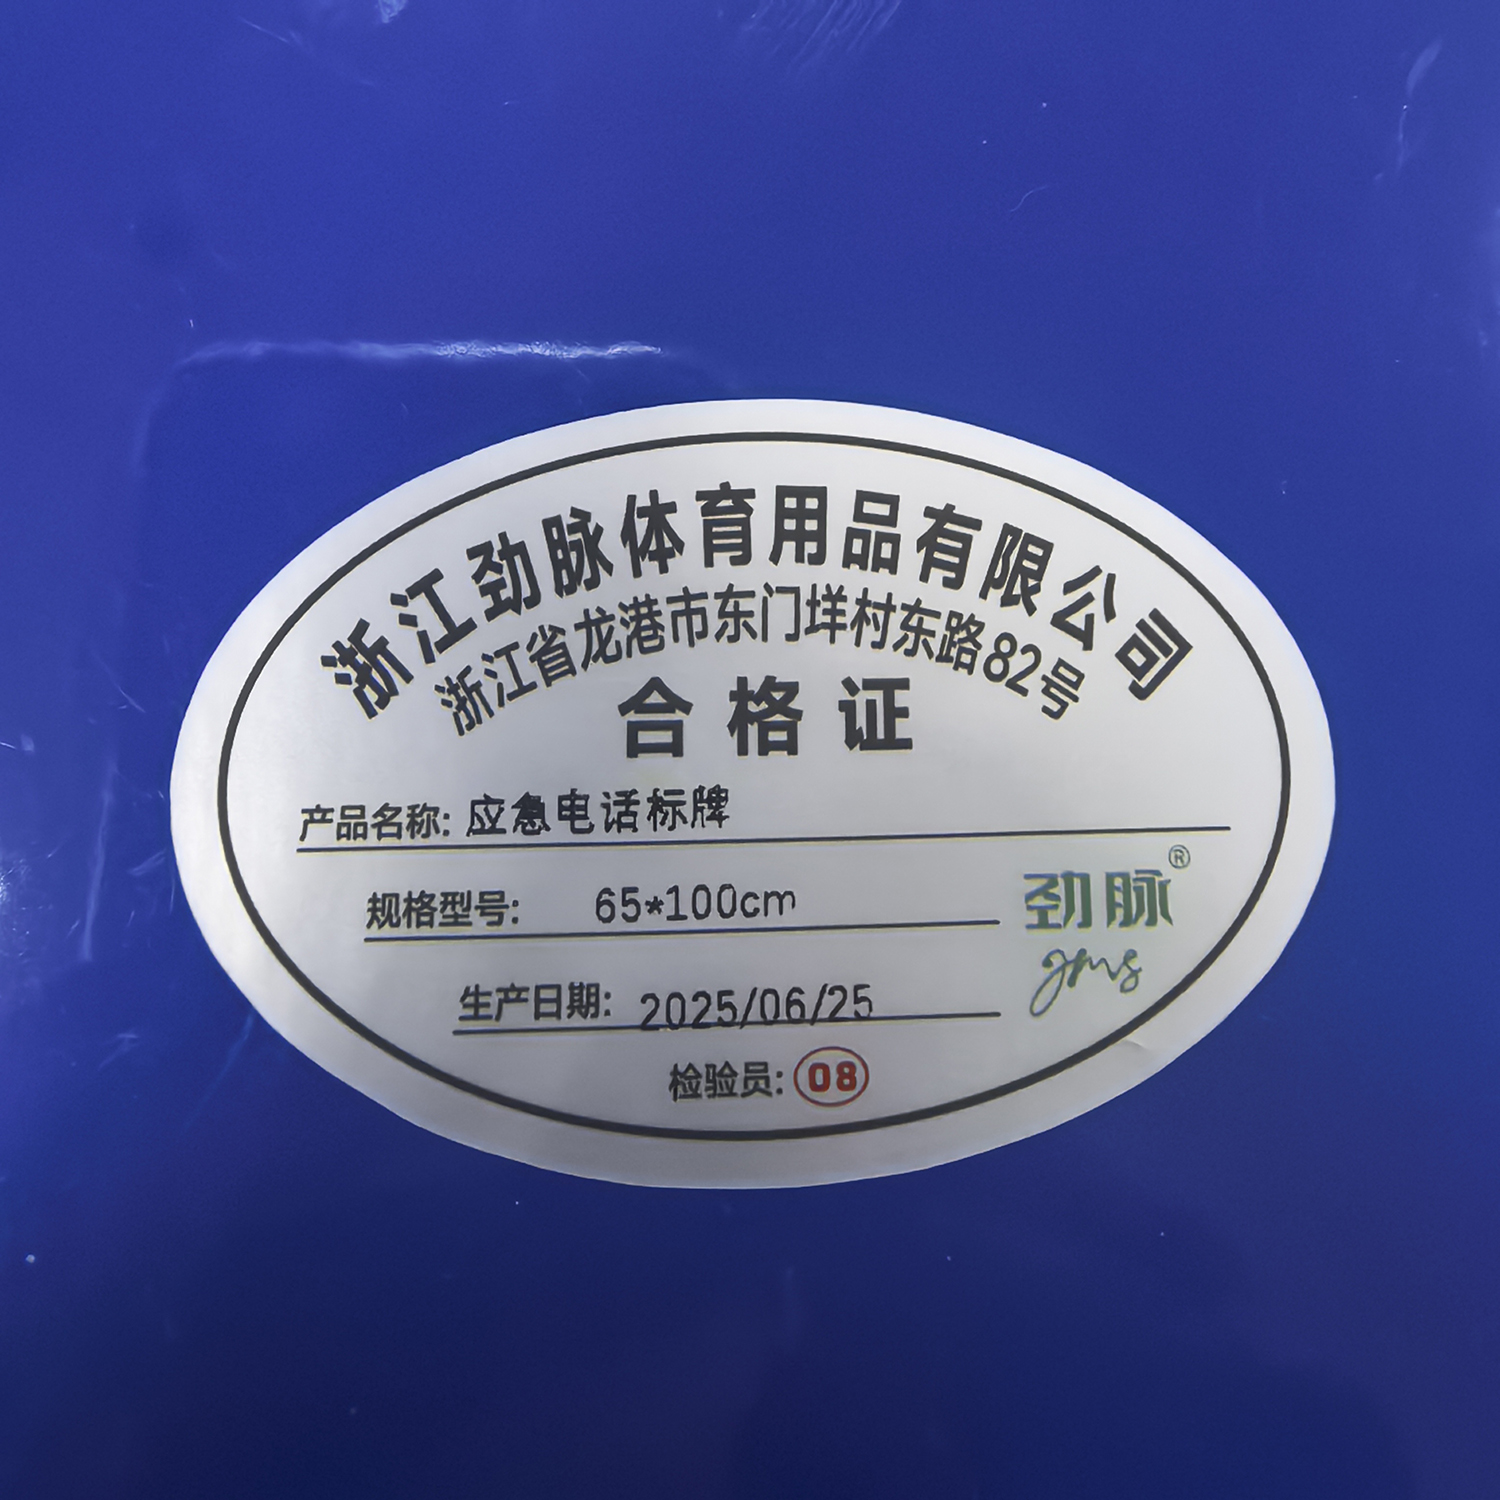 浙江劲脉体育用品有限公司
浙江省龙港市东门垟村东路82号
合格证
产品名称: 应急电话标牌
规格型号: 65*100cm
劲脉®
jms
生产日期: 2025/06/25
检验员: 08